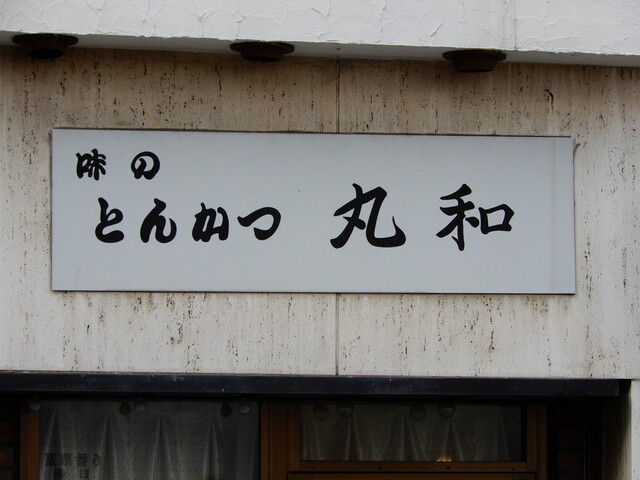 味の
とんかつ 丸和